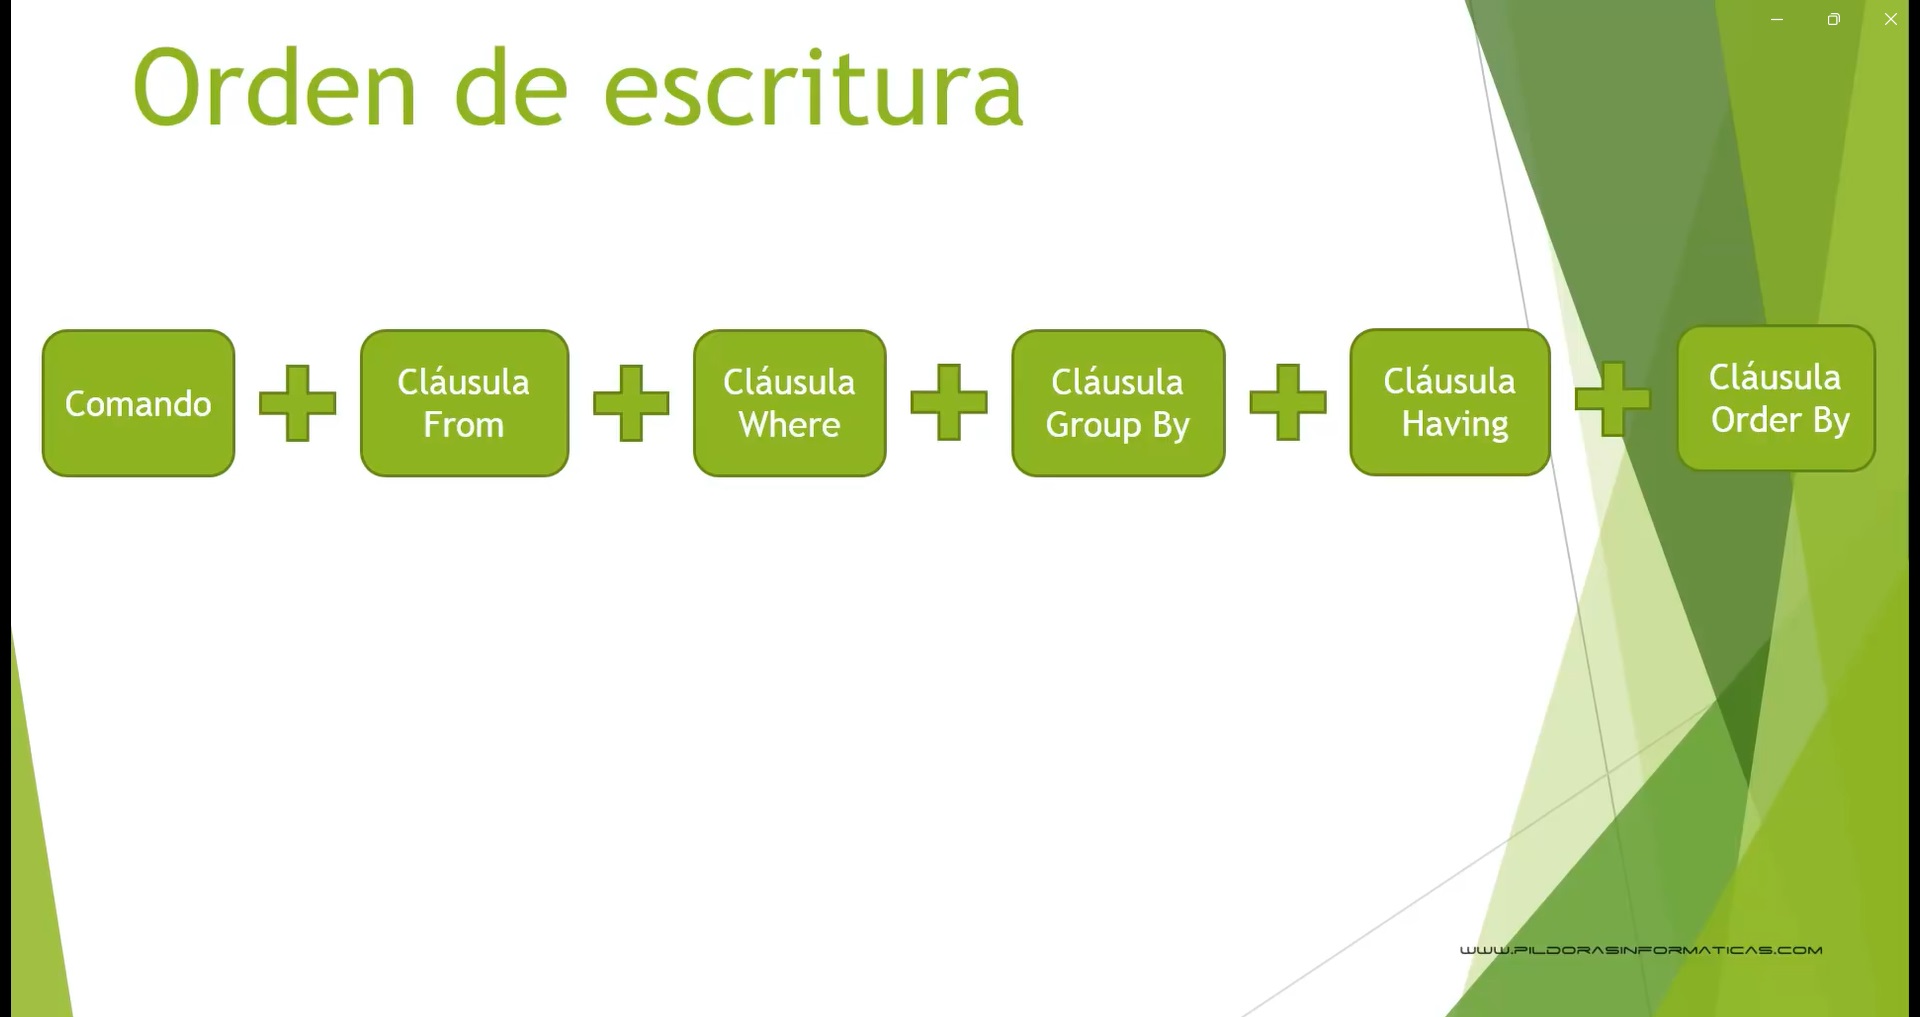 Orden de escritura
Comando
Cláusula
From
Cláusula
Where
Cláusula
Group By
Cláusula
Having
Cláusula
Order By
WWW.PILDORASINFORMATICAS.COM